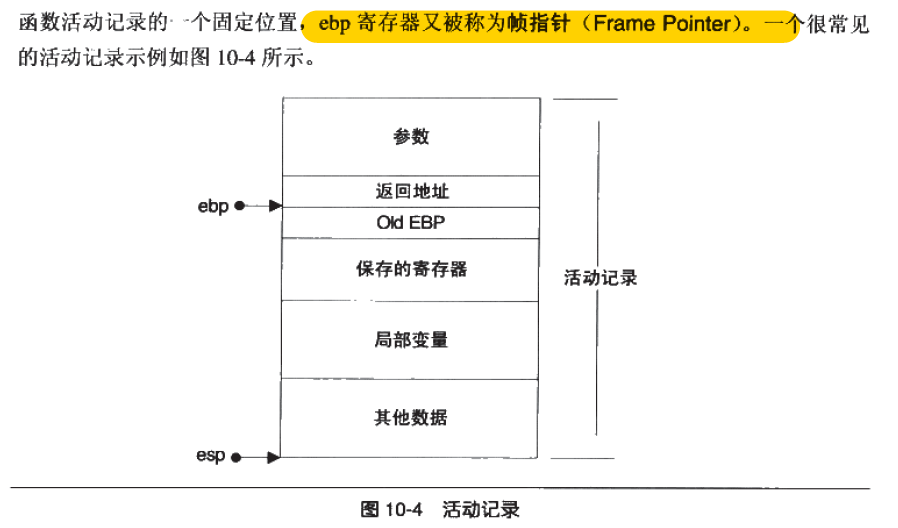 函数活动记录的一个固定位置，ebp 寄存器又被称为帧指针（Frame Pointer）。一个很常见
的活动记录示例如图 10-4 所示。
参数
返回地址
ebp
Old EBP
保存的寄存器
活动记录
局部变量
其他数据
esp
图 10-4 活动记录